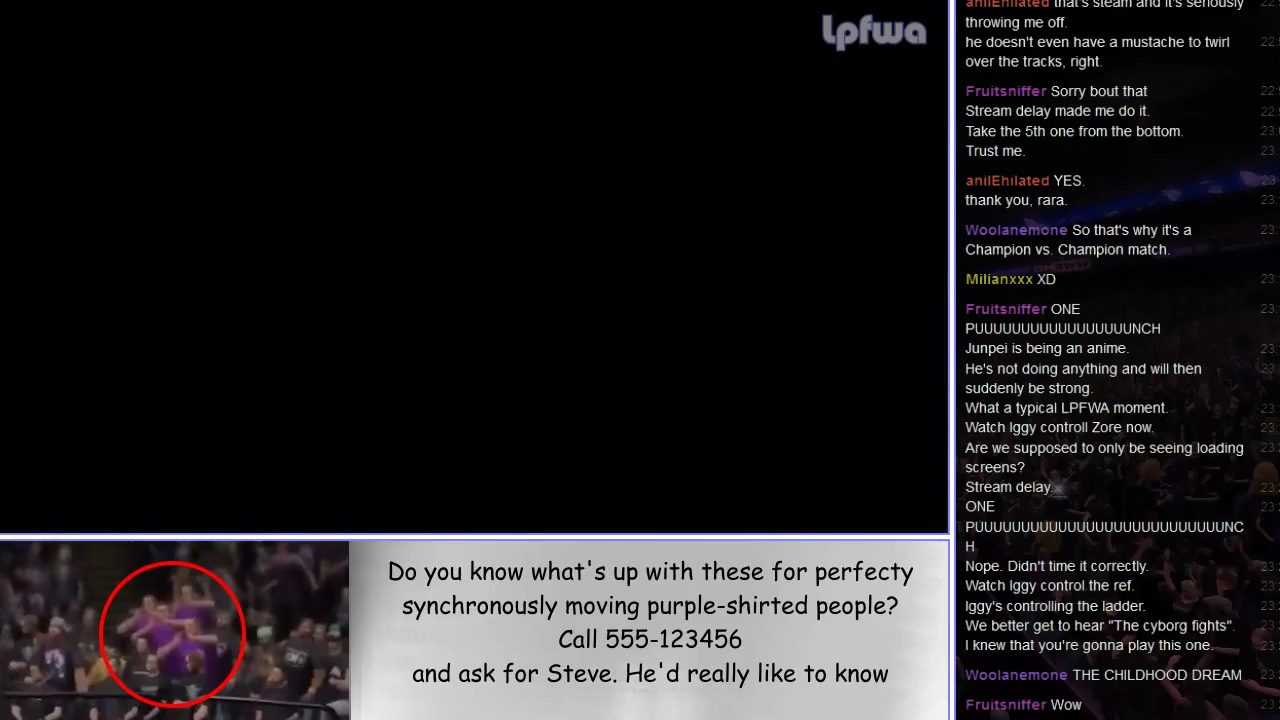 Lpfwa
anilEhilated that's steam and it's seriously
throwing me off.
he doesn't even have a mustache to twirl
over the tracks, right.
Fruitsniffer Sorry bout that
Stream delay made me do it.
Take the 5th one from the bottom.
Trust me.
anilEhilated YES.
thank you, rara.
Woolanemone So that's why it's a
Champion vs. Champion match.
Milianxxx XD
Fruitsniffer ONE
PUUUUUUUUUUUUUUUUUNCH
Junpei is being an anime.
He's not doing anything and will then
suddenly be strong.
What a typical LPFWA moment.
Watch Iggy controll Zore now.
Are we supposed to only be seeing loading
screens?
Stream delay.
ONE
PUUUUUUUUUUUUUUUUUUUUUUUUUUNC
H
Nope. Didn't time it correctly.
Watch Iggy control the ref.
Iggy's controlling the ladder.
We better get to hear "The cyborg fights".
I knew that you're gonna play this one.
Woolanemone THE CHILDHOOD DREAM
Fruitsniffer Wow
Do you know what's up with these for perfecty
synchronously moving purple-shirted people?
Call 555-123456
and ask for Steve. He'd really like to know